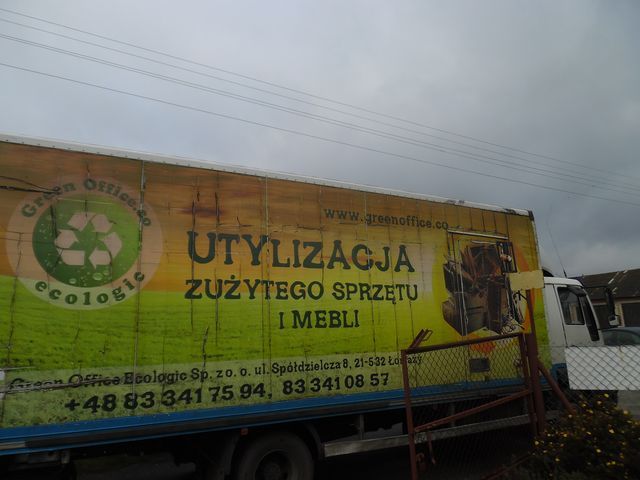 Green Office.co
ecologic
www.greenoffice.co
UTYLIZACJA
ZUŻYTEGO SPRZĘTU
I MEBLI
Green Office Ecologic Sp. z o. o. ul. Spółdzielcza 8, 21-532 Łomazy
+48 83 341 75 94, 83 341 08 57